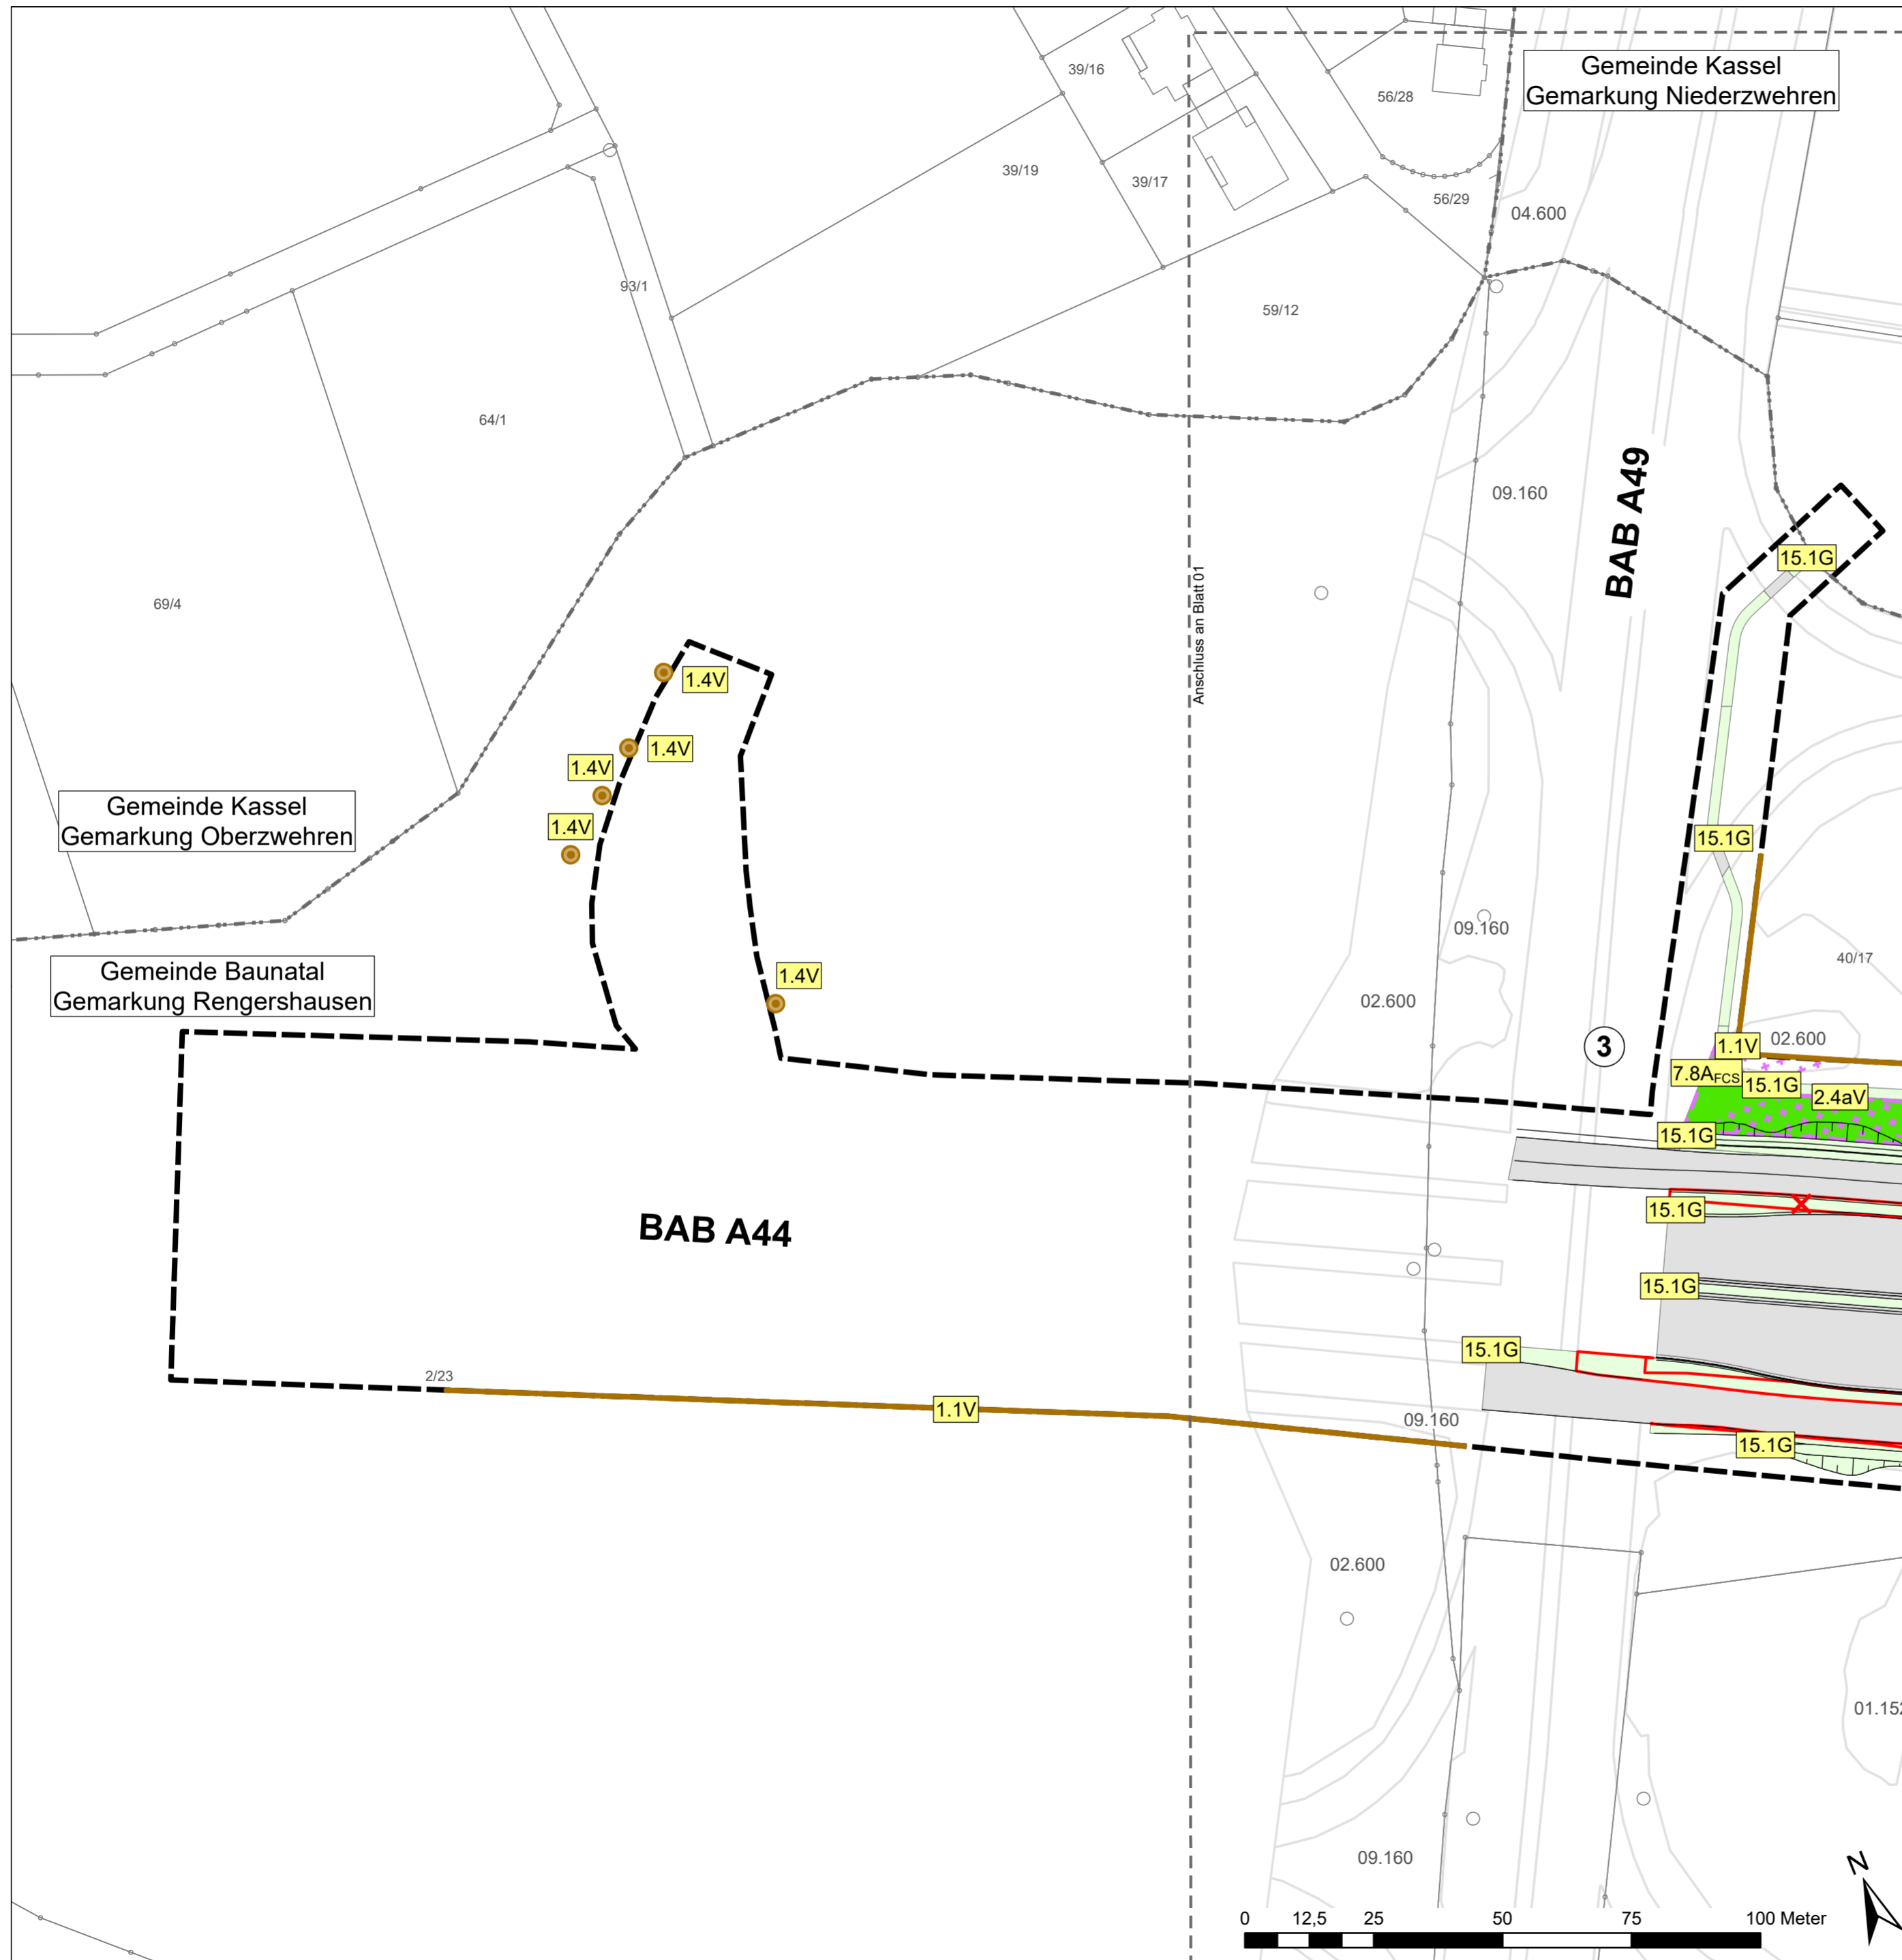 Gemeinde Kassel
Gemarkung Niederzwehren
39/16
56/28
39/19
39/17
56/29
04.600
93/1
59/12
64/1
09.160
BAB A49
15.1G
Anschluss an Blatt 01
69/4
1.4V
1.4V
1.4V
1.4V
Gemeinde Kassel
Gemarkung Oberzwehren
15.1G
09.160
40/17
Gemeinde Baunatal
Gemarkung Rengershausen
1.4V
02.600
3
1.1V
02.600
7.8AFCS
15.1G
2.4aV
15.1G
15.1G
BAB A44
15.1G
15.1G
2/23
1.1V
09.160
15.1G
02.600
09.160
N
0 12,5 25 50 75 100 Meter